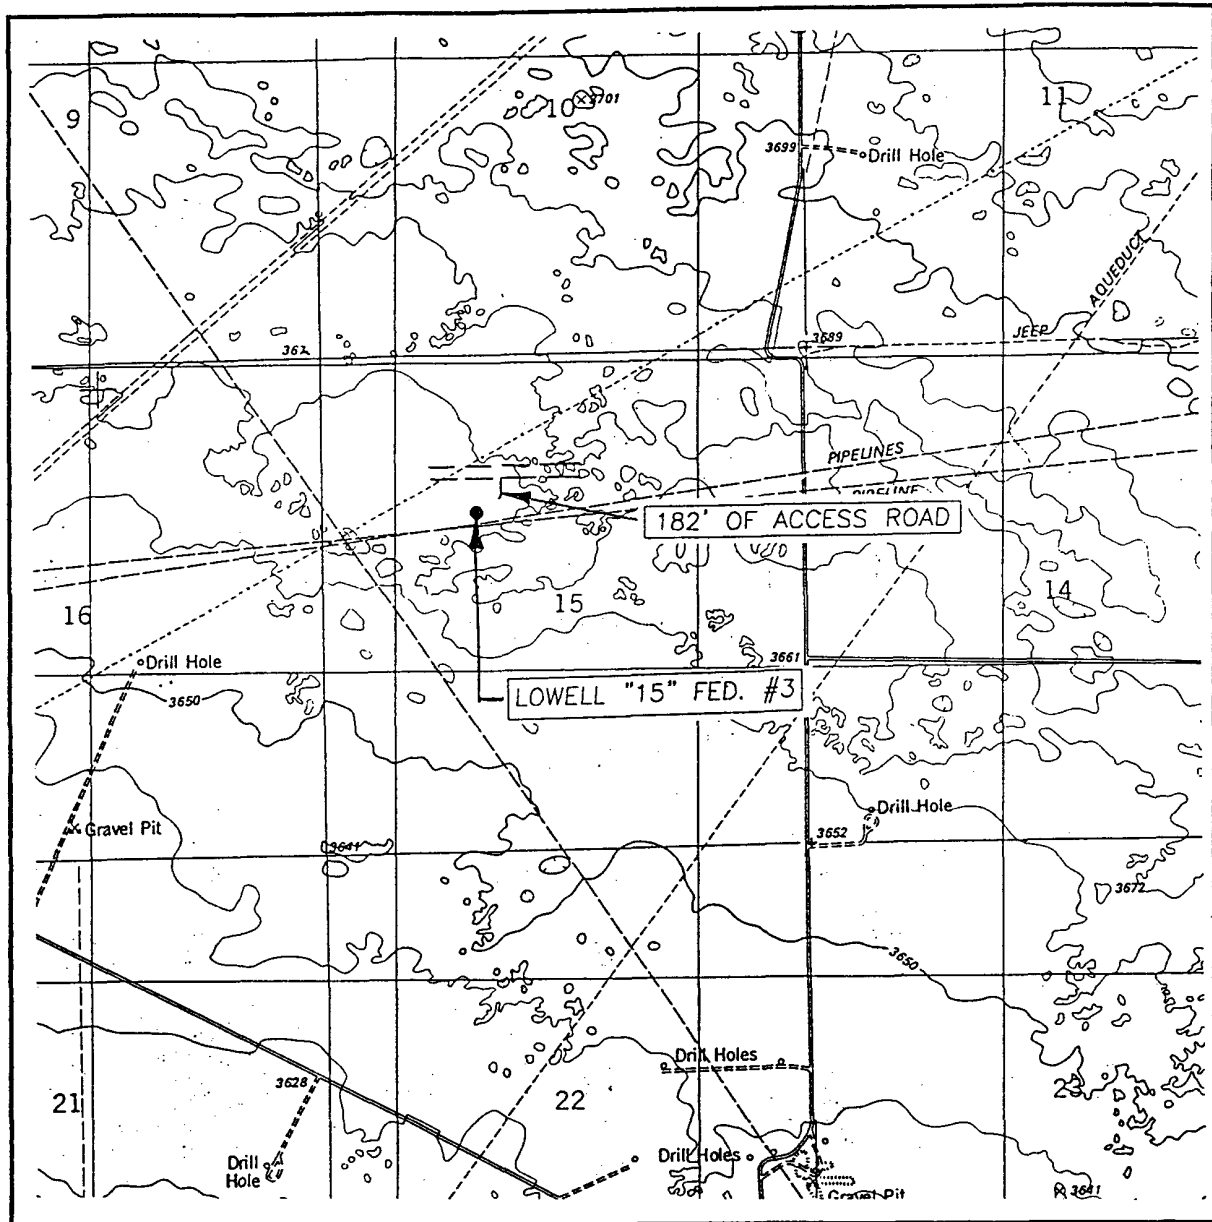 9
10
3701
11
3699
Drill Hole
AQUEDUCT
362
3689
JEEP
PIPELINES
PIPELINE
182' OF ACCESS ROAD
16
15
14
Drill Hole
3661
3650
LOWELL "15" FED. #3
Gravel Pit
Drill Hole
3652
3641
3672
3650
Drill Holes
3628
21
22
23
Drill
Hole
Drill Holes
Gravel Pit
3641